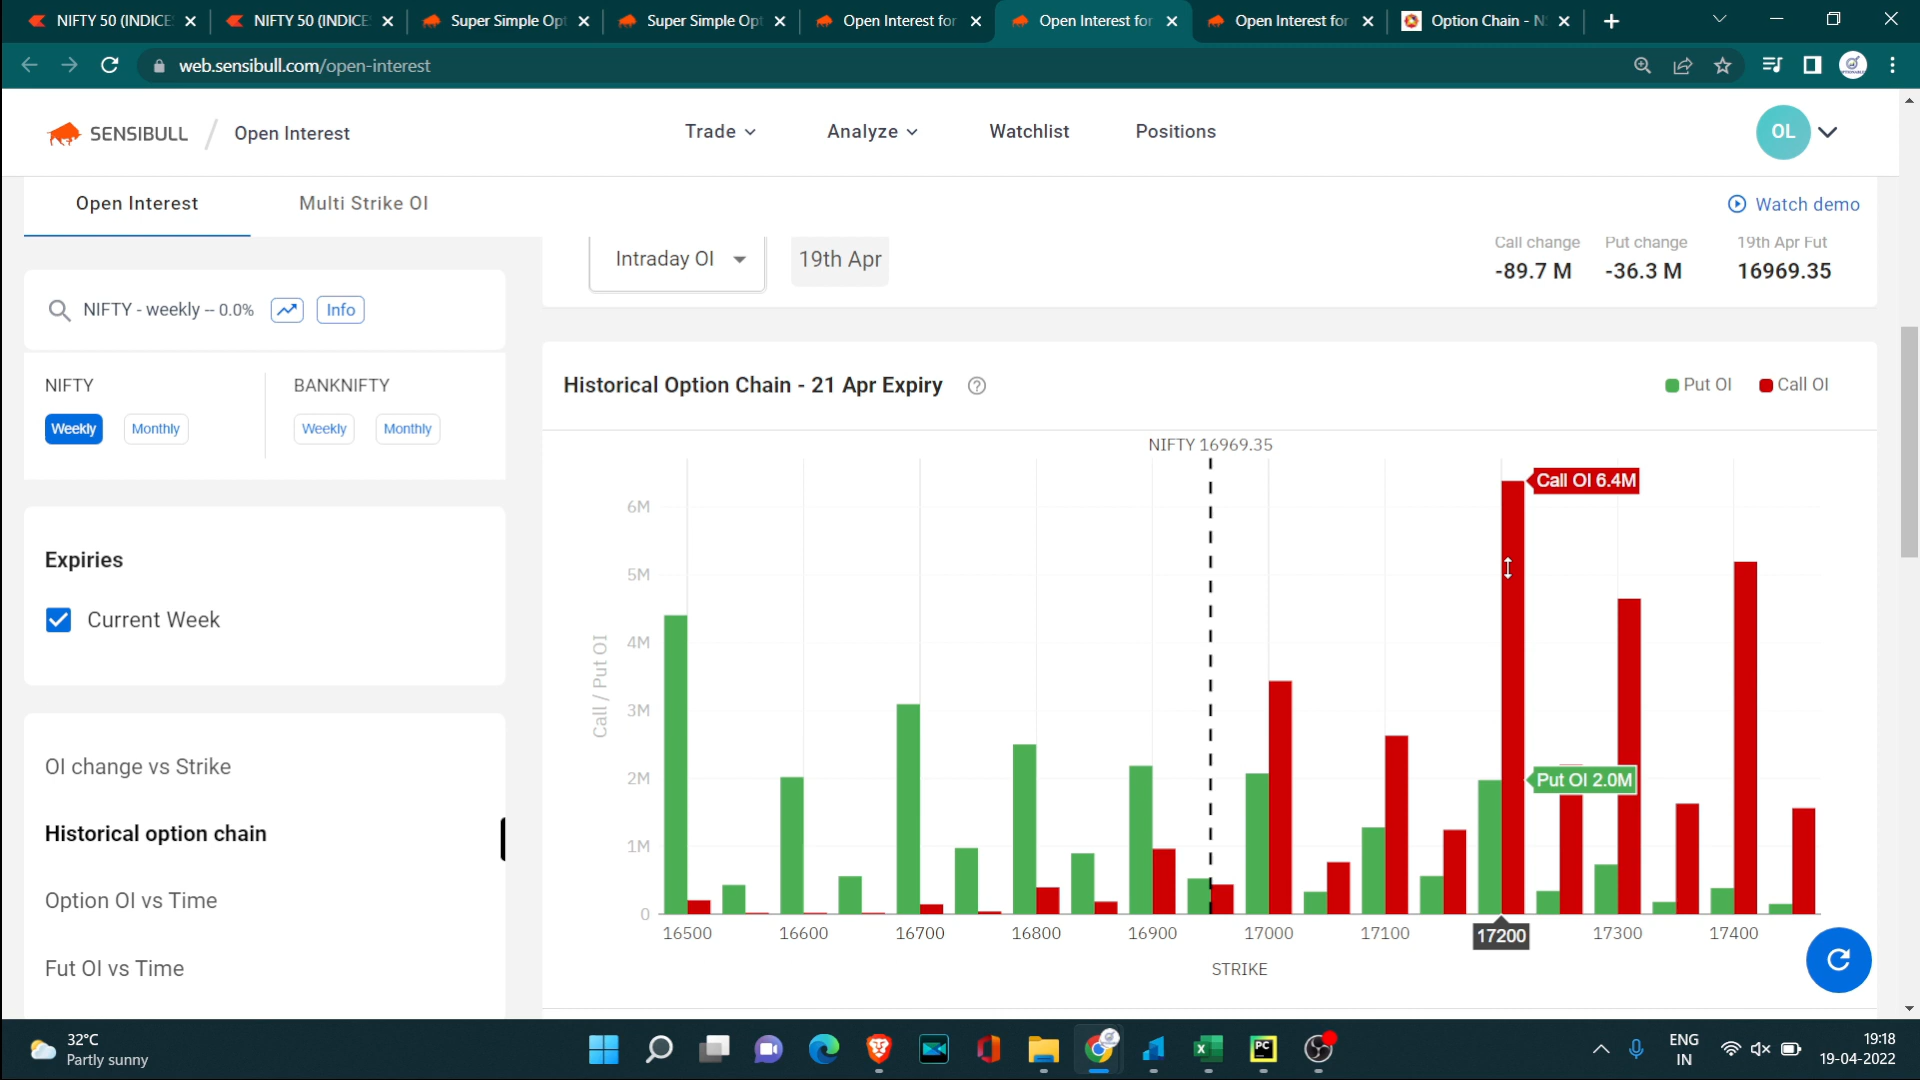 NIFTY 50 (INDICE
NIFTY 50 (INDICE
Super Simple Opt
Super Simple Opt
Open Interest for
Open Interest for
Open Interest for
Option Chain - NS
web.sensibull.com/open-interest
SENSIBULL / Open Interest
Trade
Analyze
Watchlist
Positions
OL
Open Interest
Multi Strike OI
Watch demo
Intraday OI
19th Apr
Call change
Put change
19th Apr Fut
-89.7 M
-36.3 M
16969.35
NIFTY - weekly -- 0.0%
Info
NIFTY
BANKNIFTY
Weekly
Monthly
Weekly
Monthly
Historical Option Chain - 21 Apr Expiry
Put OI
Call OI
Expiries
Current Week
OI change vs Strike
Historical option chain
Option OI vs Time
Fut OI vs Time
NIFTY 16969.35
Call OI 6.4M
Put OI 2.0M
Call / Put OI
6M
5M
4M
3M
2M
1M
0
16500
16600
16700
16800
16900
17000
17100
17200
17300
17400
STRIKE
32°C
Partly sunny
PC
ENG
IN
19:18
19-04-2022